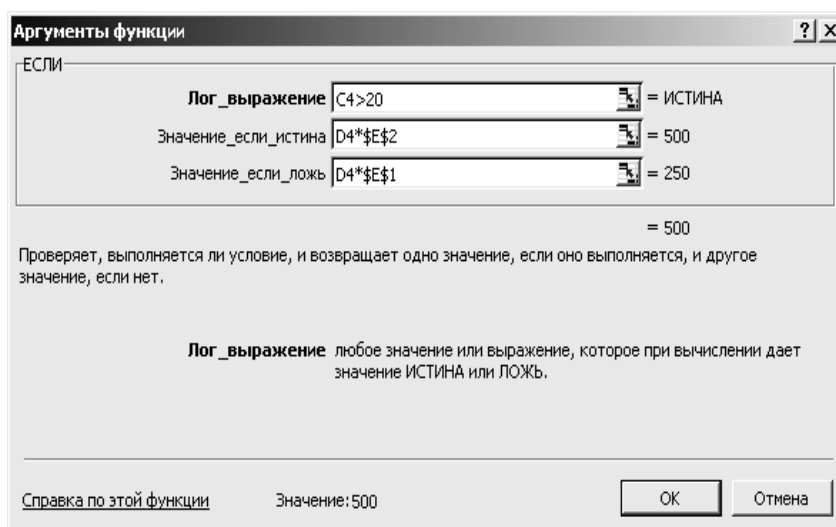 Аргументы функции
ЕСЛИ
Лог_выражение C4>20 = ИСТИНА
Значение_если_истина D4*$E$2 = 500
Значение_если_ложь D4*$E$1 = 250
= 500
Проверяет, выполняется ли условие, и возвращает одно значение, если оно выполняется, и другое
значение, если нет.
Лог_выражение любое значение или выражение, которое при вычислении дает
значение ИСТИНА или ЛОЖЬ.
Справка по этой функции Значение:500 ОК Отмена